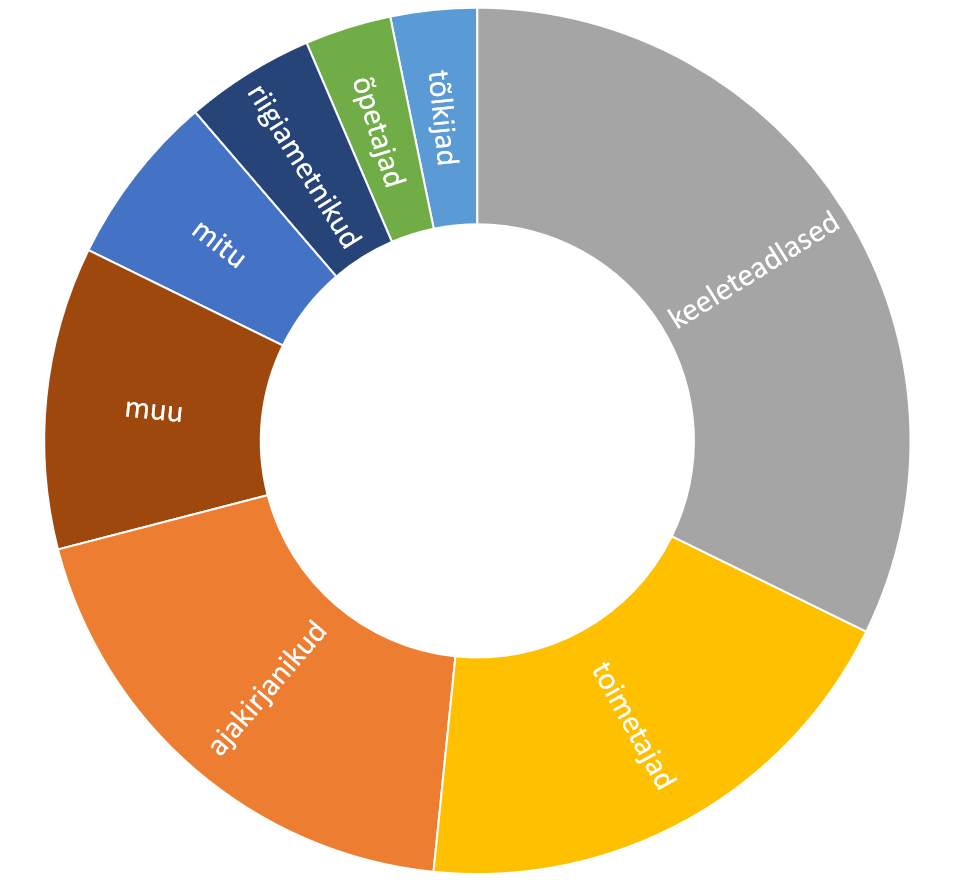 keeleteadlased
toimetajad
ajakirjanikud
muu
mitu
riigiametnikud
õpetajad
tõlkijad